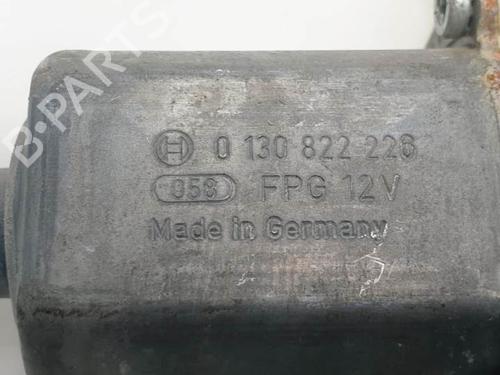 B-PARTS
0 130 822 226
058 FPG 12V
Made in Germany